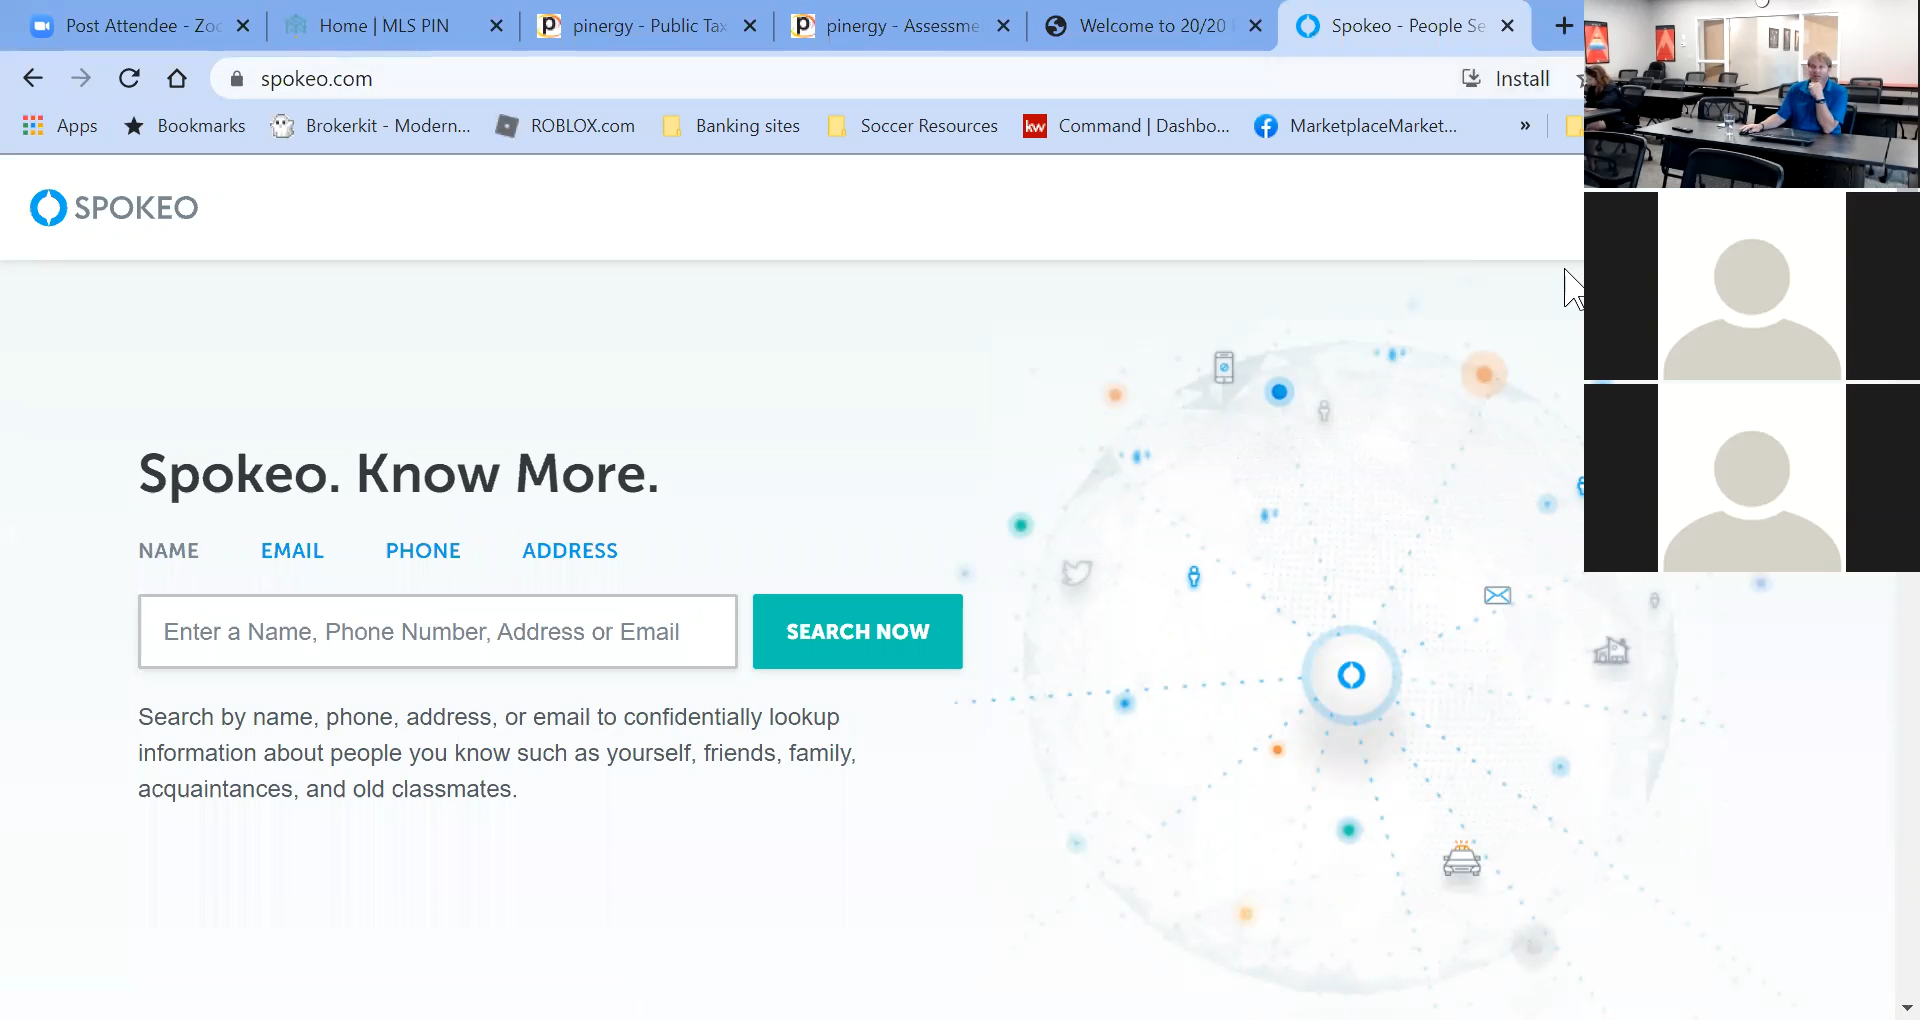 Post Attendee - Zoo
Home | MLS PIN
pinergy - Public Tax
pinergy - Assessme
Welcome to 20/20
Spokeo - People Se
spokeo.com
Install
Apps
Bookmarks
Brokerkit - Modern...
ROBLOX.com
Banking sites
Soccer Resources
kw
Command | Dashbo...
MarketplaceMarket...
»
SPOKEO
Spokeo. Know More.
NAME
EMAIL
PHONE
ADDRESS
Enter a Name, Phone Number, Address or Email
SEARCH NOW
Search by name, phone, address, or email to confidentially lookup
information about people you know such as yourself, friends, family,
acquaintances, and old classmates.